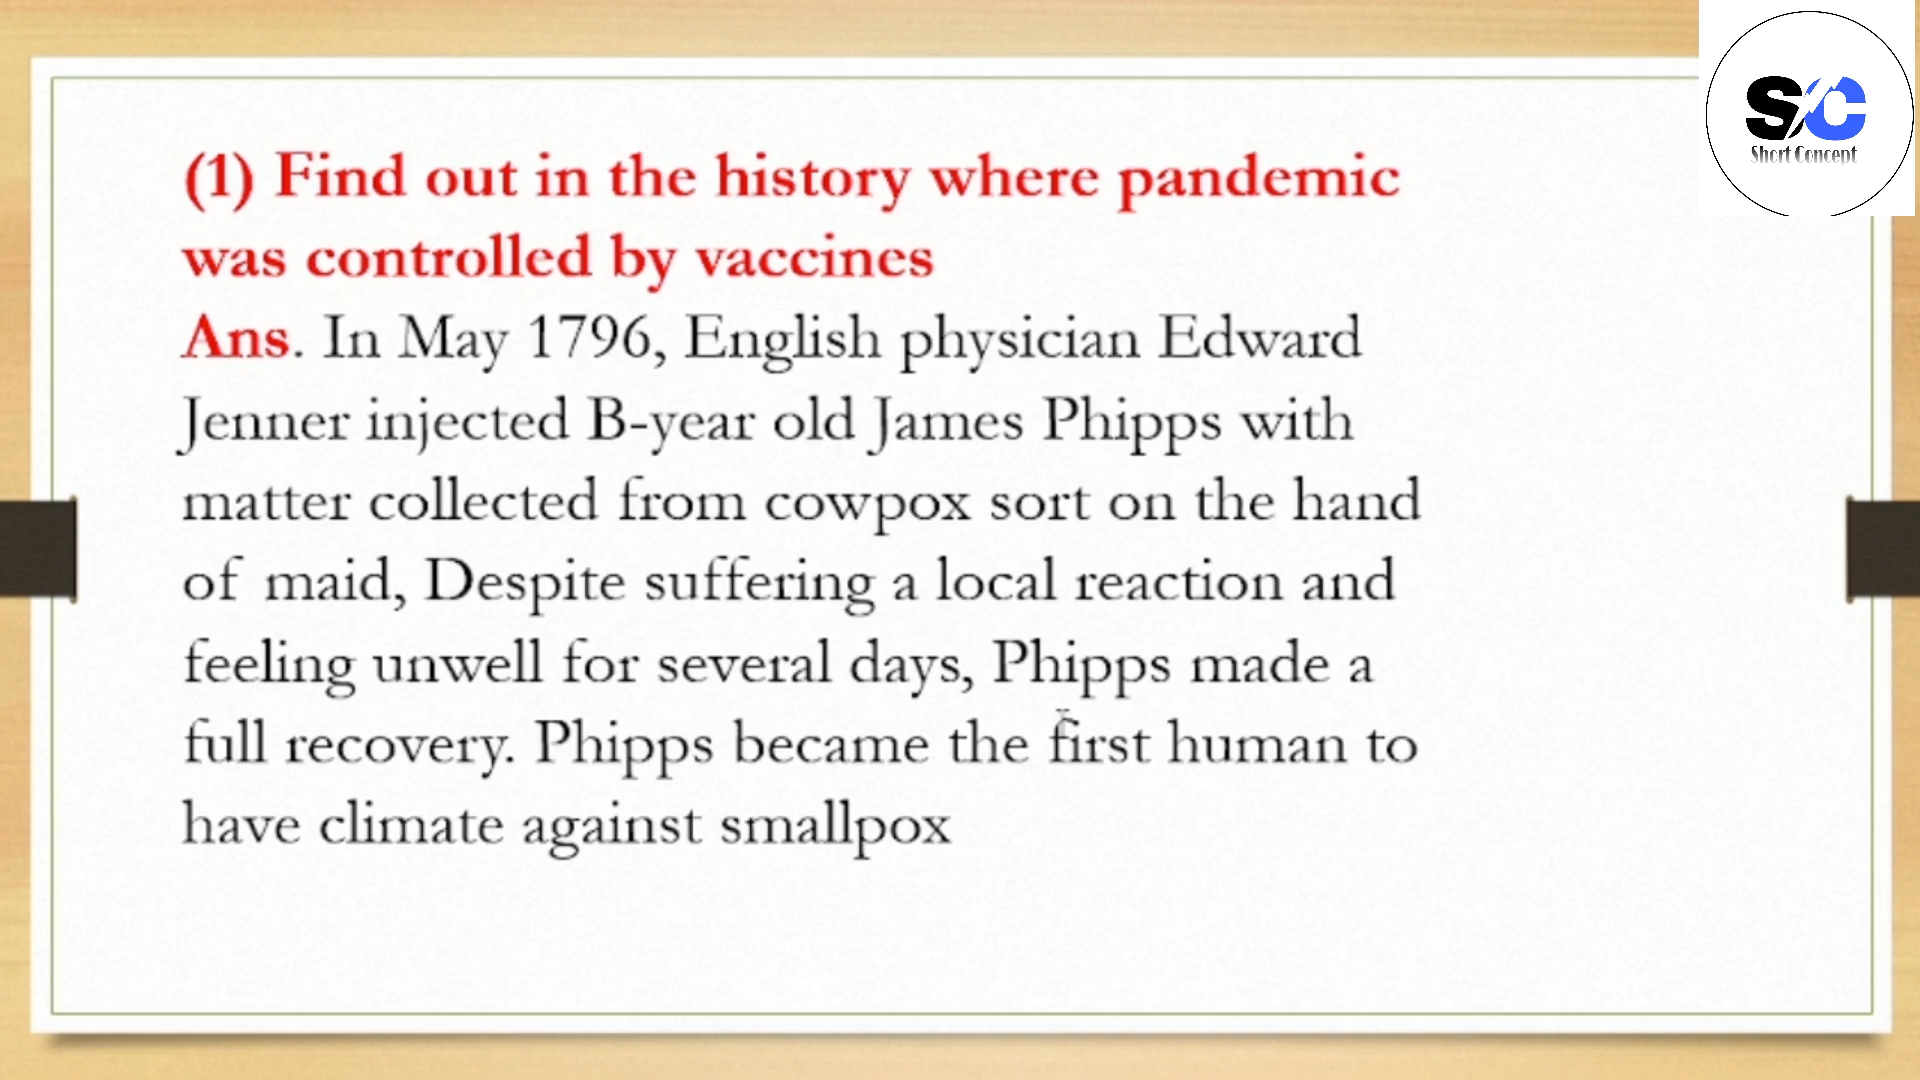 S/C
Short Concept
(1) Find out in the history where pandemic
was controlled by vaccines
Ans. In May 1796, English physician Edward
Jenner injected B-year old James Phipps with
matter collected from cowpox sort on the hand
of maid, Despite suffering a local reaction and
feeling unwell for several days, Phipps made a
full recovery. Phipps became the first human to
have climate against smallpox